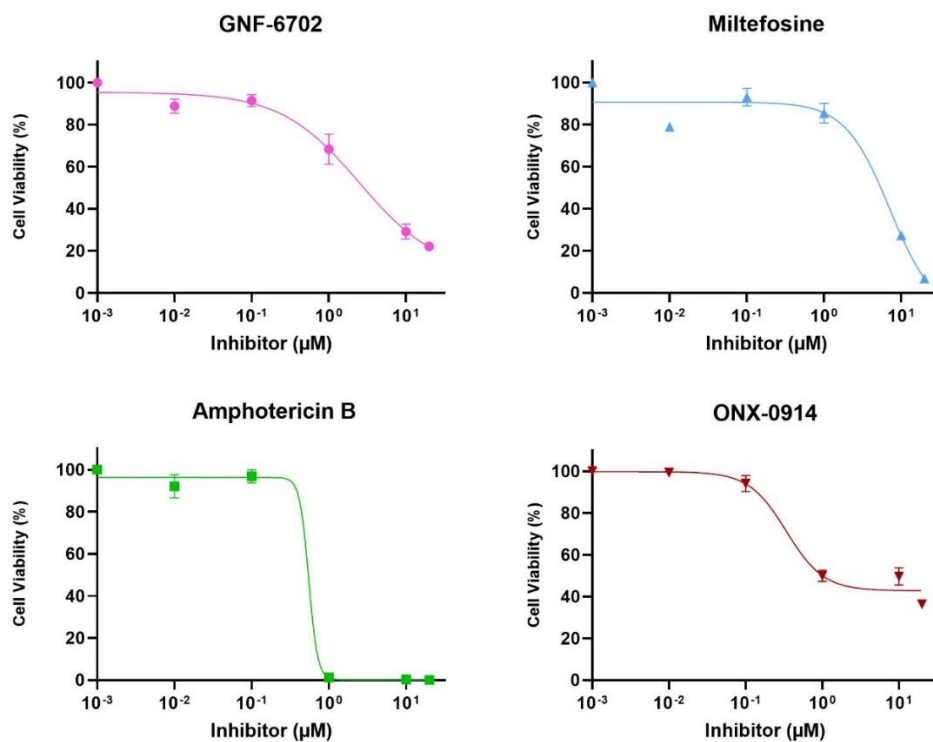 GNF-6702
Cell Viability (%)
100
80
60
40
20
0
10⁻³ 10⁻² 10⁻¹ 10⁰ 10¹
Inhibitor (µM)
Miltefosine
Cell Viability (%)
100
80
60
40
20
0
10⁻³ 10⁻² 10⁻¹ 10⁰ 10¹
Inhibitor (µM)
Amphotericin B
Cell Viability (%)
100
80
60
40
20
0
10⁻³ 10⁻² 10⁻¹ 10⁰ 10¹
Inhibitor (µM)
ONX-0914
Cell Viability (%)
100
80
60
40
20
0
10⁻³ 10⁻² 10⁻¹ 10⁰ 10¹
Inhibitor (µM)